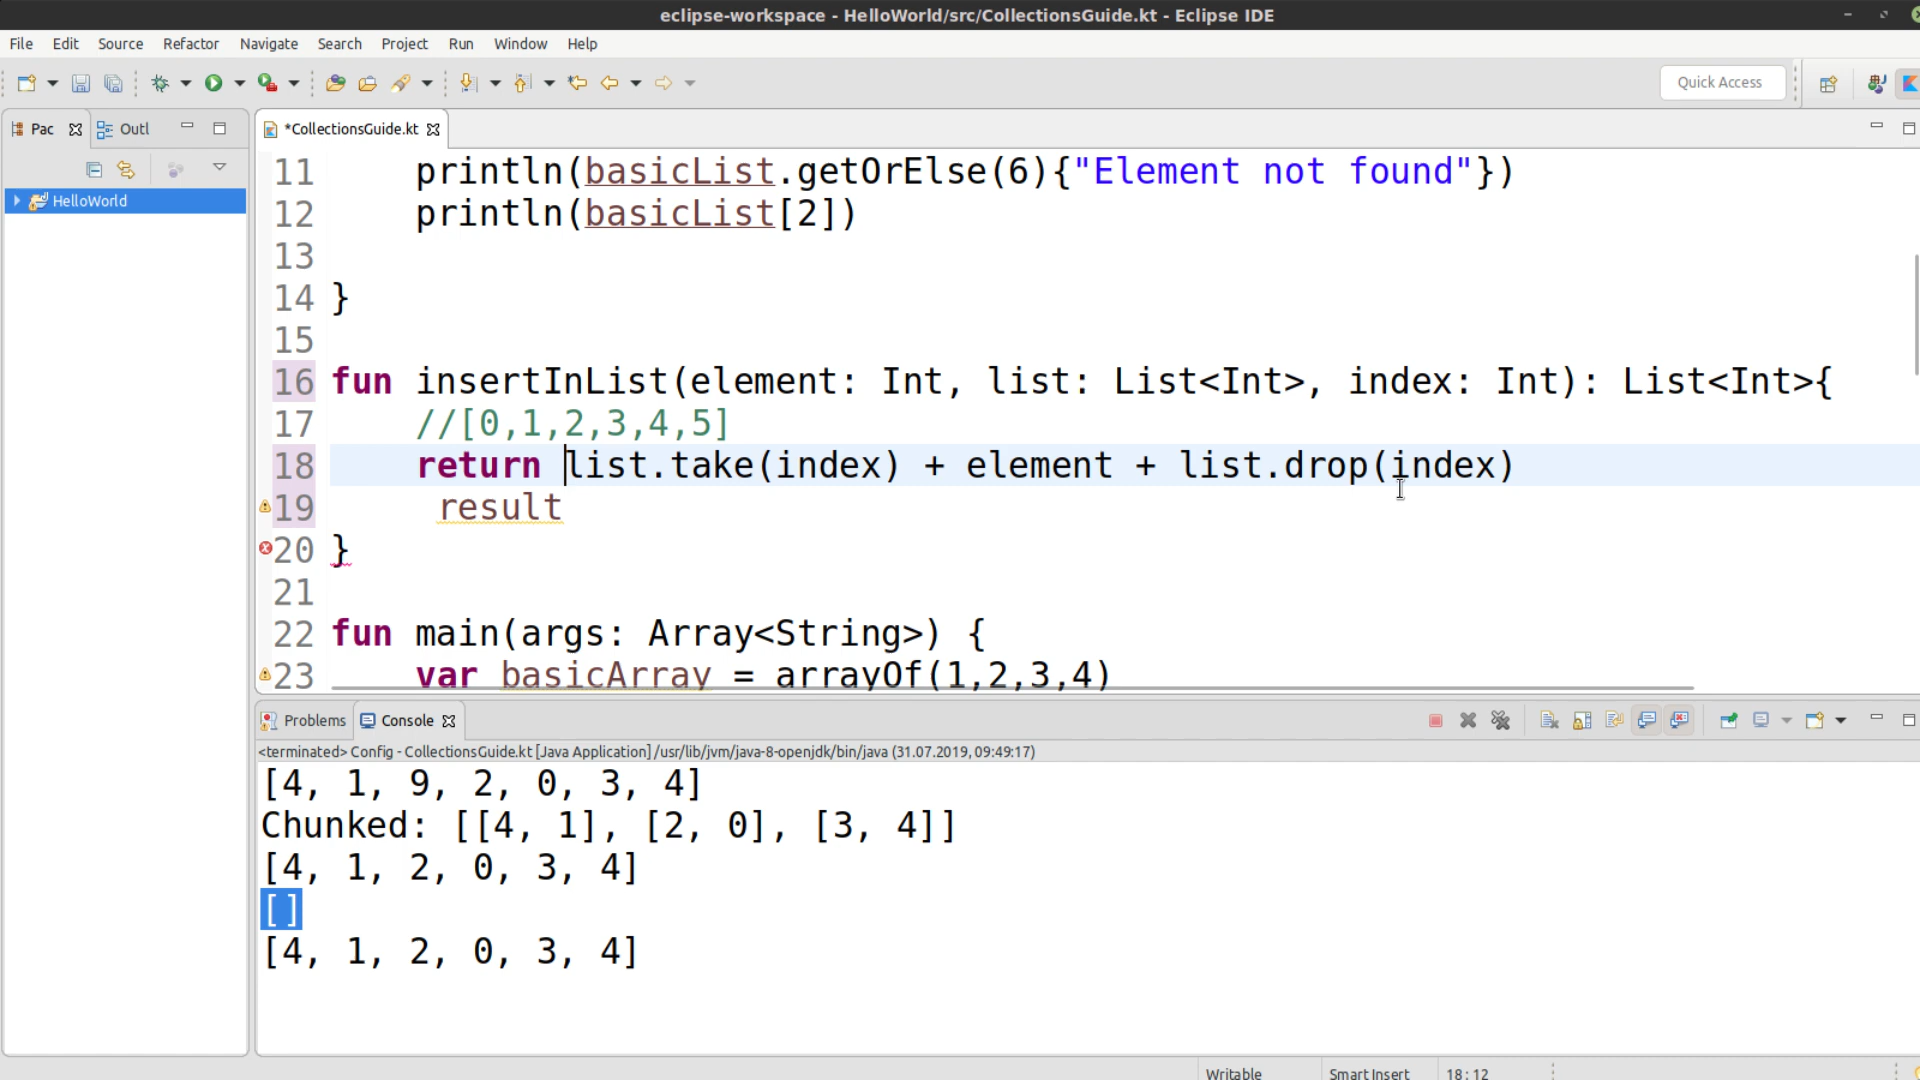 eclipse-workspace - HelloWorld/src/CollectionsGuide.kt - Eclipse IDE
File Edit Source Refactor Navigate Search Project Run Window Help
Quick Access
Pac Outl
*CollectionsGuide.kt
HelloWorld
11 println(basicList.getOrElse(6){"Element not found"})
12 println(basicList[2])
13
14 }
15
16 fun insertInList(element: Int, list: List<Int>, index: Int): List<Int>{
17 //[0,1,2,3,4,5]
18 return list.take(index) + element + list.drop(index)
19 result
20 }
21
22 fun main(args: Array<String>) {
23 var basicArray = arrayOf(1,2,3,4)
Problems Console
<terminated> Config - CollectionsGuide.kt [Java Application] /usr/lib/jvm/java-8-openjdk/bin/java (31.07.2019, 09:49:17)
[4, 1, 9, 2, 0, 3, 4]
Chunked: [[4, 1], [2, 0], [3, 4]]
[4, 1, 2, 0, 3, 4]
[]
[4, 1, 2, 0, 3, 4]
Writable Smart Insert 18:12